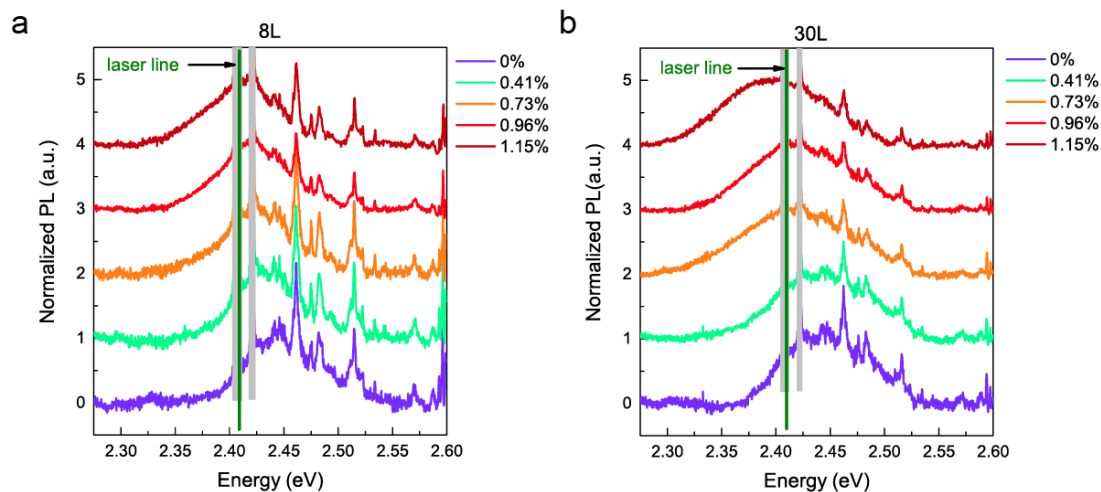 a
8L
laser line
0%
0.41%
0.73%
0.96%
1.15%
Normalized PL (a.u.)
5
4
3
2
1
0
2.30 2.35 2.40 2.45 2.50 2.55 2.60
Energy (eV)
b
30L
laser line
0%
0.41%
0.73%
0.96%
1.15%
Normalized PL(a.u.)
5
4
3
2
1
0
2.30 2.35 2.40 2.45 2.50 2.55 2.60
Energy (eV)